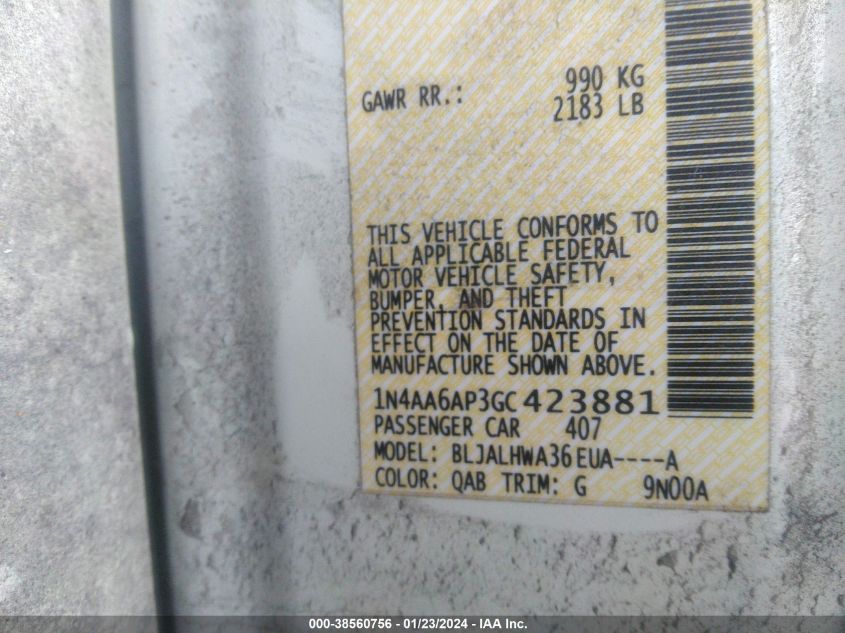 GAWR RR.: 990 KG
2183 LB
THIS VEHICLE CONFORMS TO
ALL APPLICABLE FEDERAL
MOTOR VEHICLE SAFETY,
BUMPER, AND THEFT
PREVENTION STANDARDS IN
EFFECT ON THE DATE OF
MANUFACTURE SHOWN ABOVE.
1N4AA6AP3GC423881
PASSENGER CAR 407
MODEL: BLJALHWA36EUA----A
COLOR: QAB TRIM: G 9N00A
000-38560756 - 01/23/2024 - IAA Inc.